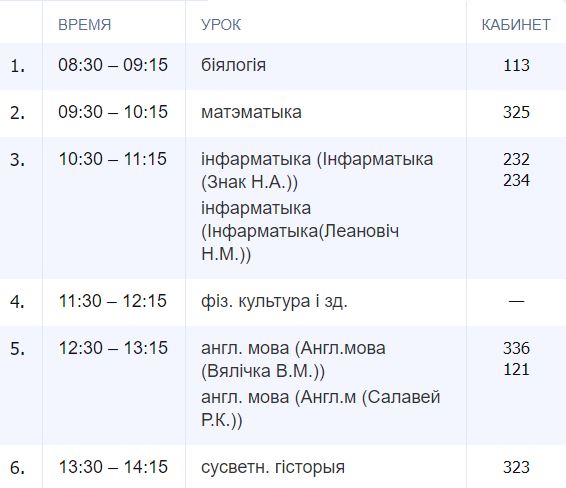 ВРЕМЯ УРОК КАБИНЕТ
1. 08:30 – 09:15 біялогія 113
2. 09:30 – 10:15 матэматыка 325
3. 10:30 – 11:15 інфарматыка (Інфарматыка 232
(Знак Н.А.)) 234
інфарматыка
(Інфарматыка(Леановіч
Н.М.))
4. 11:30 – 12:15 фіз. культура і зд. —
5. 12:30 – 13:15 англ. мова (Англ.мова 336
(Вялічка В.М.)) 121
англ. мова (Англ.м (Салавей
Р.К.))
6. 13:30 – 14:15 сусветн. гісторыя 323